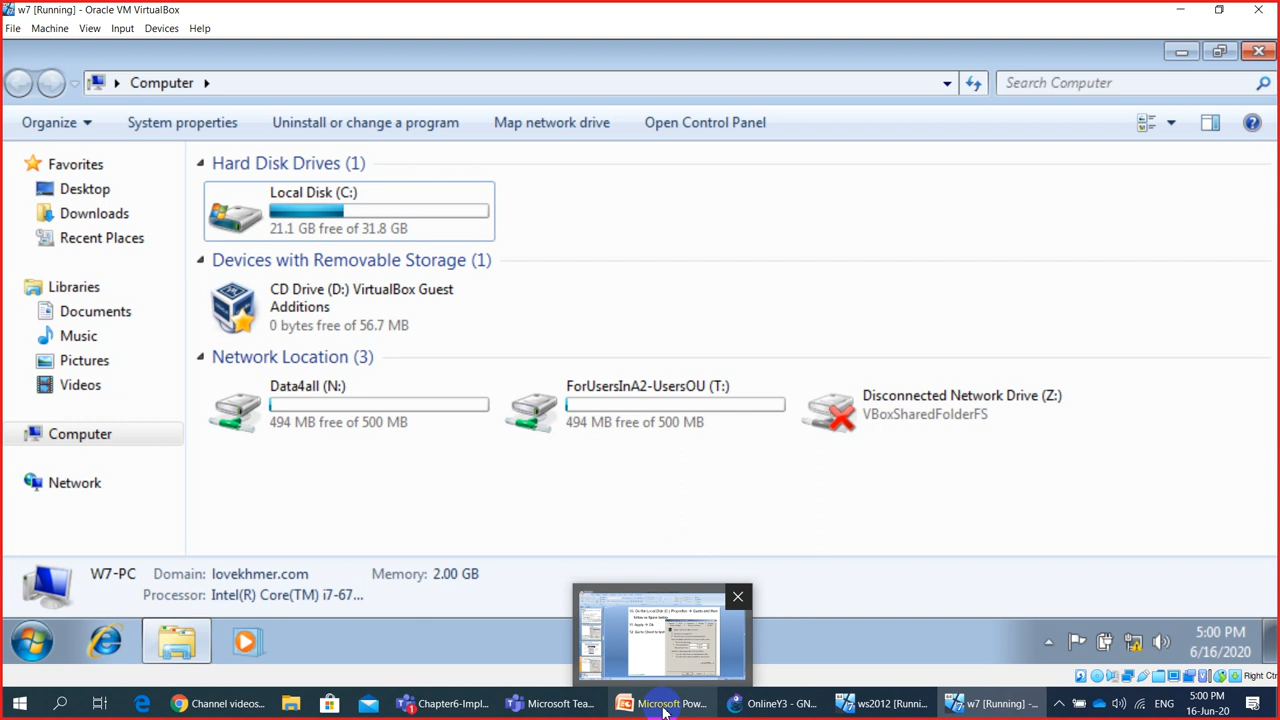 w7 [Running] - Oracle VM VirtualBox
File Machine View Input Devices Help
Computer
Search Computer
Organize System properties Uninstall or change a program Map network drive Open Control Panel
Favorites
Desktop
Downloads
Recent Places
Libraries
Documents
Music
Pictures
Videos
Computer
Network
Hard Disk Drives (1)
Local Disk (C:)
21.1 GB free of 31.8 GB
Devices with Removable Storage (1)
CD Drive (D:) VirtualBox Guest
Additions
0 bytes free of 56.7 MB
Network Location (3)
Data4all (N:)
494 MB free of 500 MB
ForUsersInA2-UsersOU (T:)
494 MB free of 500 MB
Disconnected Network Drive (Z:)
VBoxSharedFolderFS
W7-PC Domain: lovekhmer.com Memory: 2.00 GB
Processor: Intel(R) Core(TM) i7-67...
5:00 PM
6/16/2020
Right Ctr
Channel videos...
Chapter6-Impl...
Microsoft Tea...
Microsoft Pow...
OnlineY3 - GN...
ws2012 [Runni...
w7 [Running] -...
ENG
5:00 PM
16-Jun-20